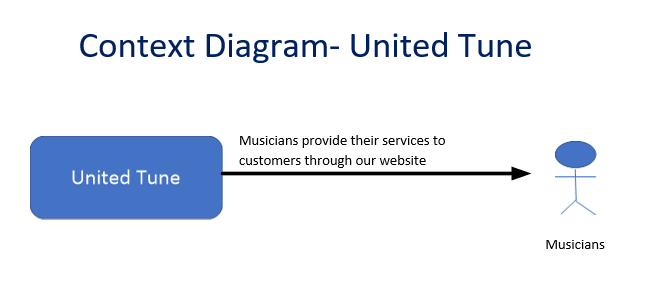 Context Diagram- United Tune
Musicians provide their services to
customers through our website
United Tune
Musicians